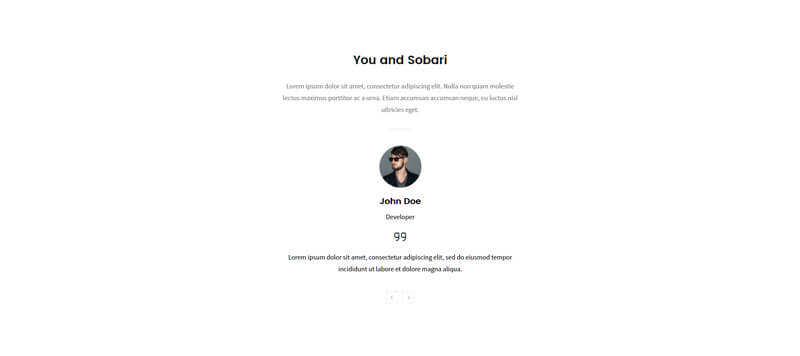 You and Sobari
Lorem ipsum dolor sit amet, consectetur adipiscing elit. Nulla non quam molestie
lectus maximus porttitor ac a urna. Etiam accumsan accumsan neque, eu luctus nisl
ultricies eget.
John Doe
Developer
Lorem ipsum dolor sit amet, consectetur adipiscing elit, sed do eiusmod tempor
incididunt ut labore et dolore magna aliqua.